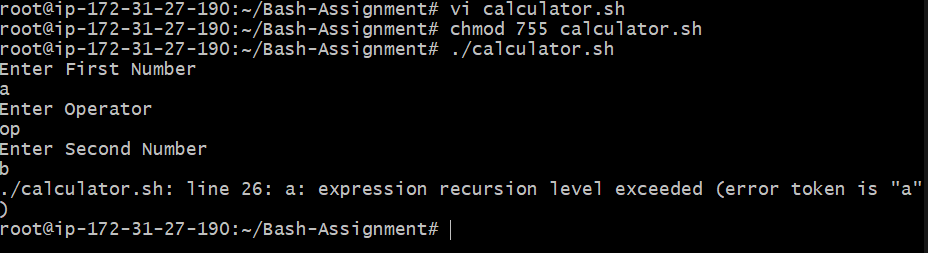 root@ip-172-31-27-190:~/Bash-Assignment# vi calculator.sh
root@ip-172-31-27-190:~/Bash-Assignment# chmod 755 calculator.sh
root@ip-172-31-27-190:~/Bash-Assignment# ./calculator.sh
Enter First Number
a
Enter Operator
op
Enter Second Number
b
./calculator.sh: line 26: a: expression recursion level exceeded (error token is "a"
)
root@ip-172-31-27-190:~/Bash-Assignment#